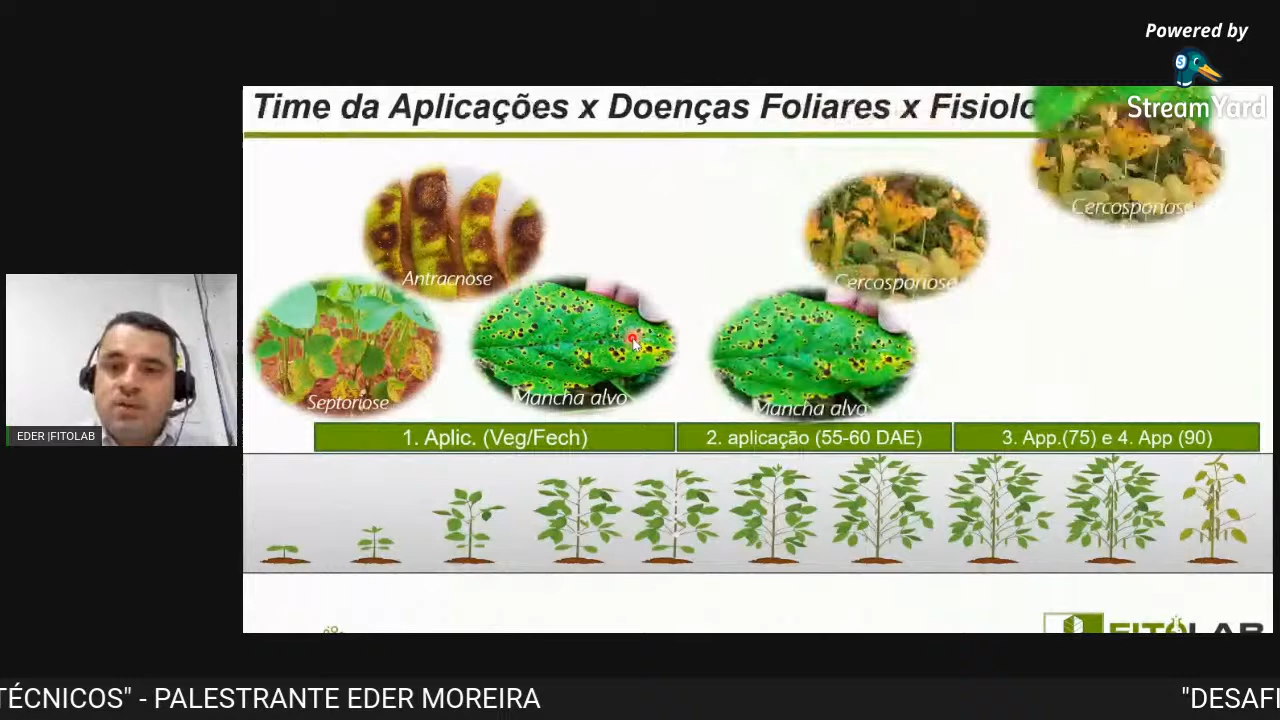 Powered by
StreamYard
Time da Aplicações x Doenças Foliares x Fisiolo
Cercosporiose
Antracnose
Cercosporiose
Septoriose
Mancha alvo
Mancha alvo
1. Aplic. (Veg/Fech)
2. aplicação (55-60 DAE)
3. App.(75) e 4. App (90)
EDER |FITOLAB
FITOLAB
TÉCNICOS" - PALESTRANTE EDER MOREIRA
"DESAFI